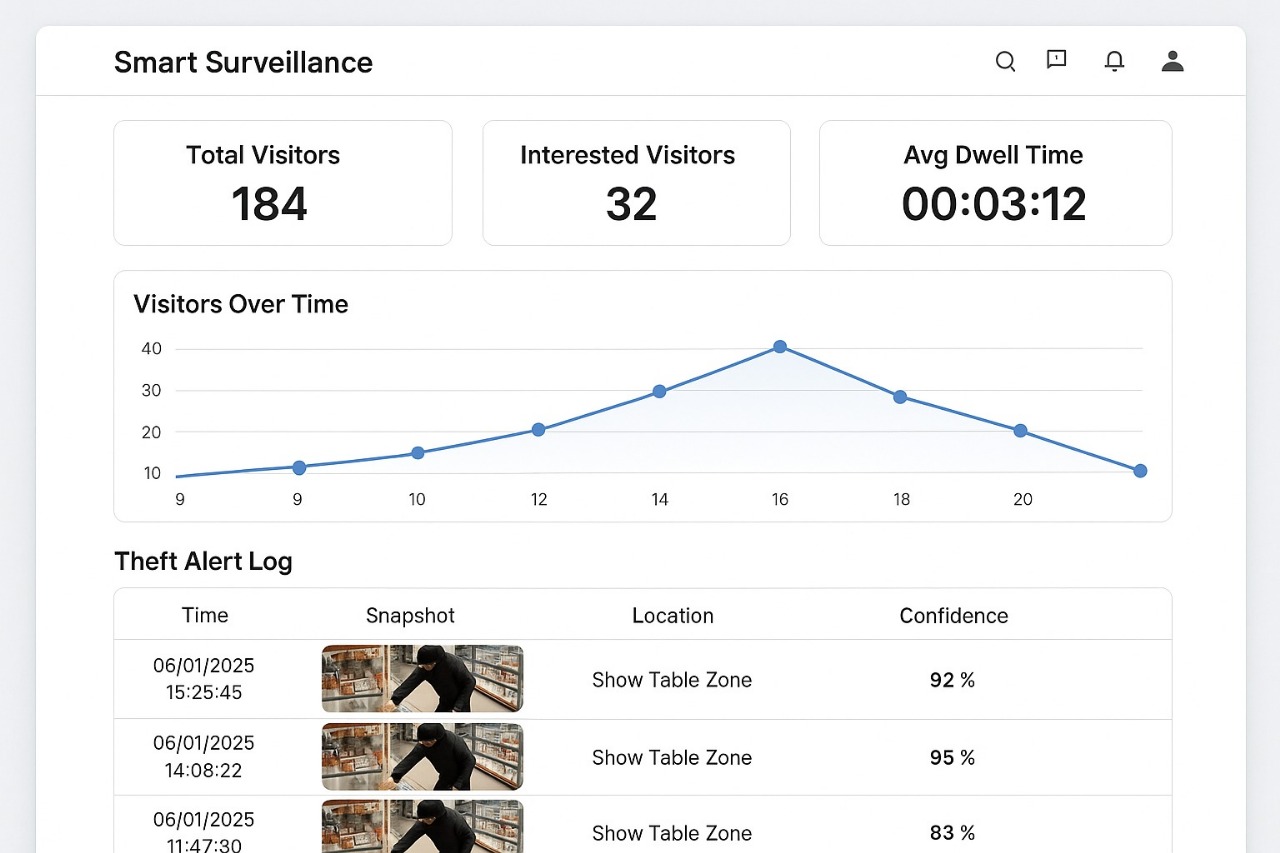 Smart Surveillance
Total Visitors
184
Interested Visitors
32
Avg Dwell Time
00:03:12
Visitors Over Time
40
30
20
10
9 9 10 12 14 16 18 20
Theft Alert Log
Time Snapshot Location Confidence
06/01/2025
15:25:45
Show Table Zone
92 %
06/01/2025
14:08:22
Show Table Zone
95 %
06/01/2025
11:47:30
Show Table Zone
83 %